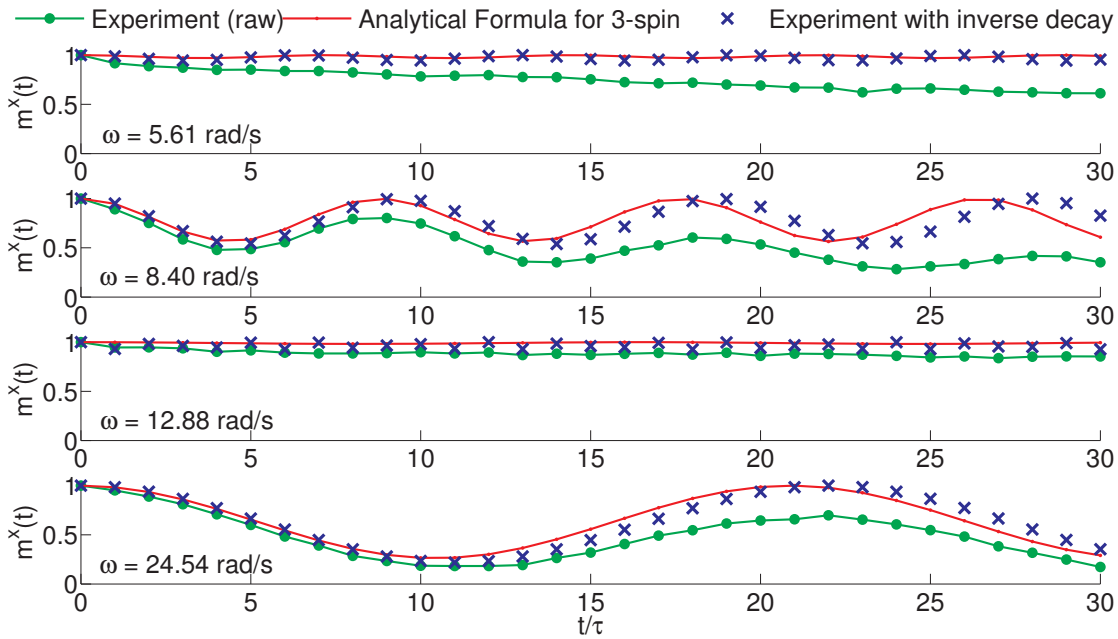 Experiment (raw) Analytical Formula for 3-spin Experiment with inverse decay
1
0.5
0
m^x(t)
ω = 5.61 rad/s
0 5 10 15 20 25 30
1
0.5
0
m^x(t)
ω = 8.40 rad/s
0 5 10 15 20 25 30
1
0.5
0
m^x(t)
ω = 12.88 rad/s
0 5 10 15 20 25 30
1
0.5
0
m^x(t)
ω = 24.54 rad/s
0 5 10 15 20 25 30
t/τ